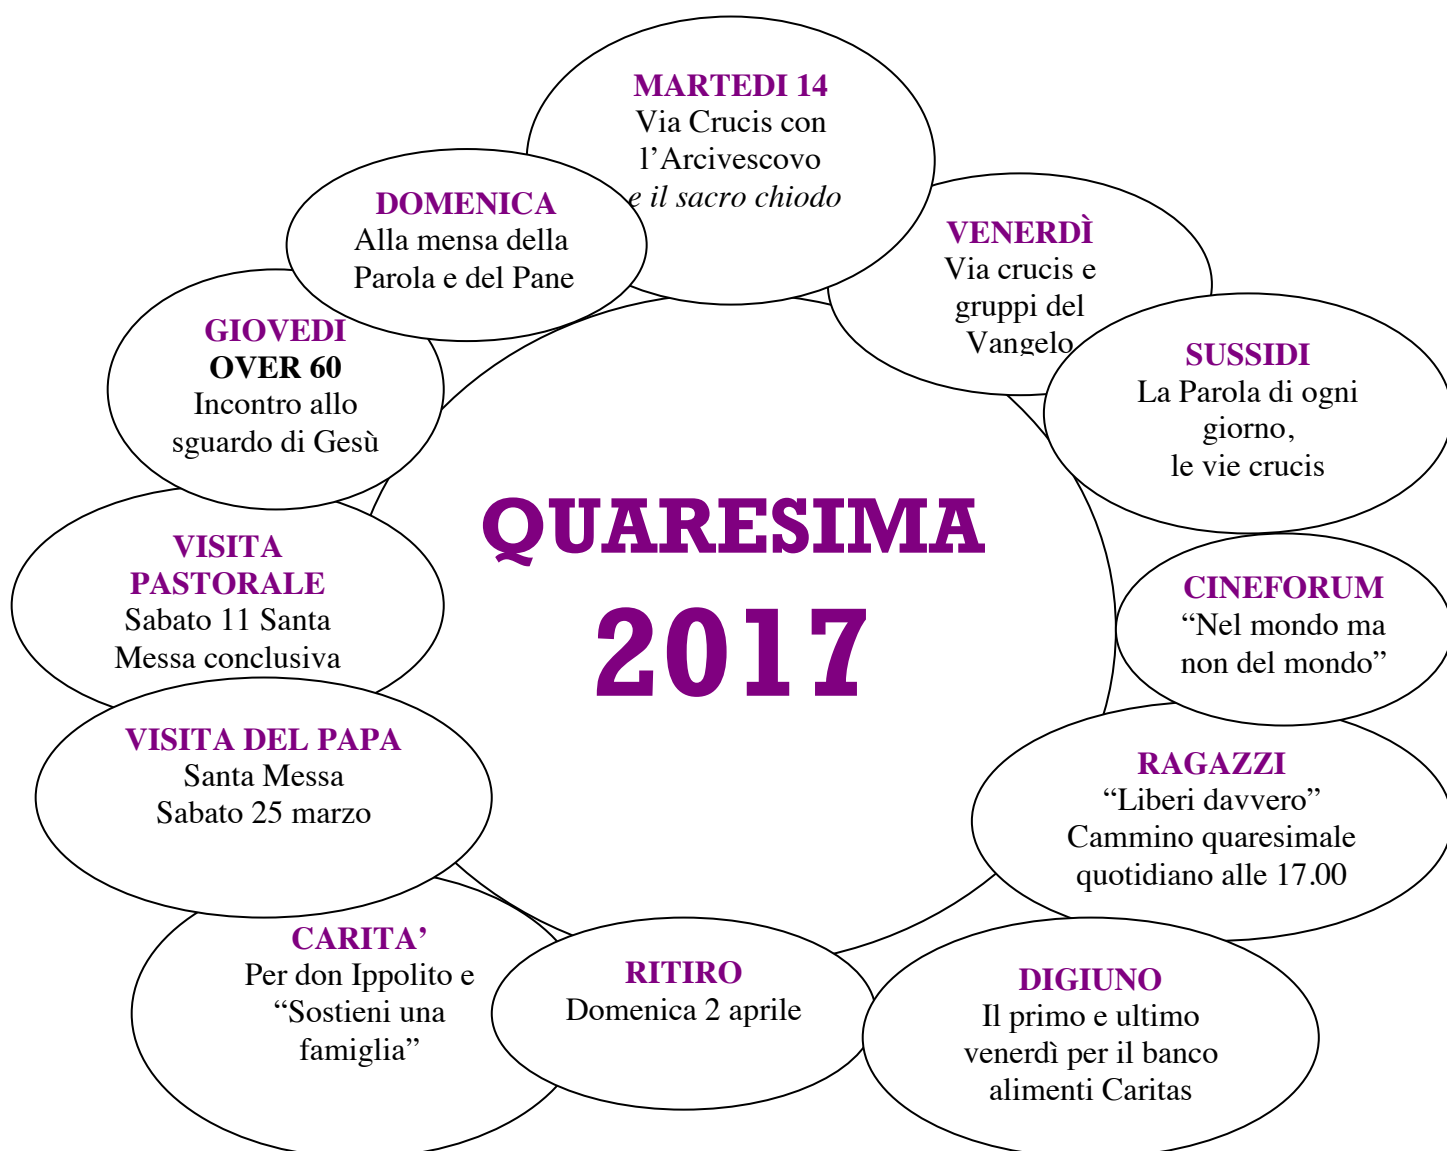 MARTEDI 14
Via Crucis con
l’Arcivescovo
e il sacro chiodo
DOMENICA
Alla mensa della
Parola e del Pane
VENERDÌ
Via crucis e
gruppi del
Vangelo
GIOVEDI
OVER 60
Incontro allo
sguardo di Gesù
SUSSIDI
La Parola di ogni
giorno,
le vie crucis
QUARESIMA
2017
VISITA
PASTORALE
Sabato 11 Santa
Messa conclusiva
CINEFORUM
“Nel mondo ma
non del mondo”
VISITA DEL PAPA
Santa Messa
Sabato 25 marzo
RAGAZZI
“Liberi davvero”
Cammino quaresimale
quotidiano alle 17.00
CARITA’
Per don Ippolito e
“Sostieni una
famiglia”
RITIRO
Domenica 2 aprile
DIGIUNO
Il primo e ultimo
venerdì per il banco
alimenti Caritas